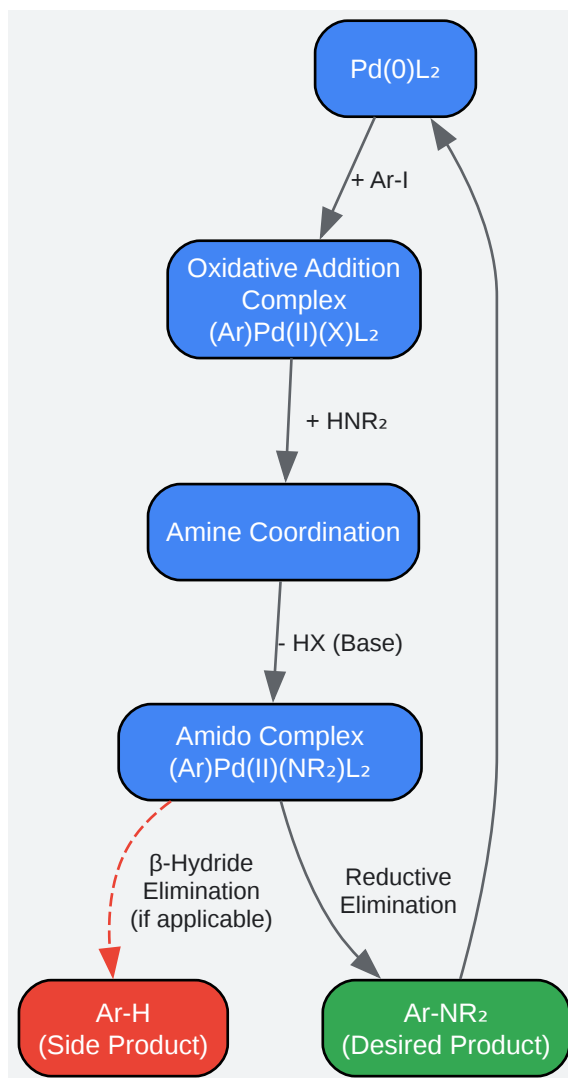 Pd(0)L₂
+ Ar-I
Oxidative Addition
Complex
(Ar)Pd(II)(X)L₂
+ HNR₂
Amine Coordination
- HX (Base)
Amido Complex
(Ar)Pd(II)(NR₂)L₂
β-Hydride
Elimination
(if applicable)
Reductive
Elimination
Ar-H
(Side Product)
Ar-NR₂
(Desired Product)